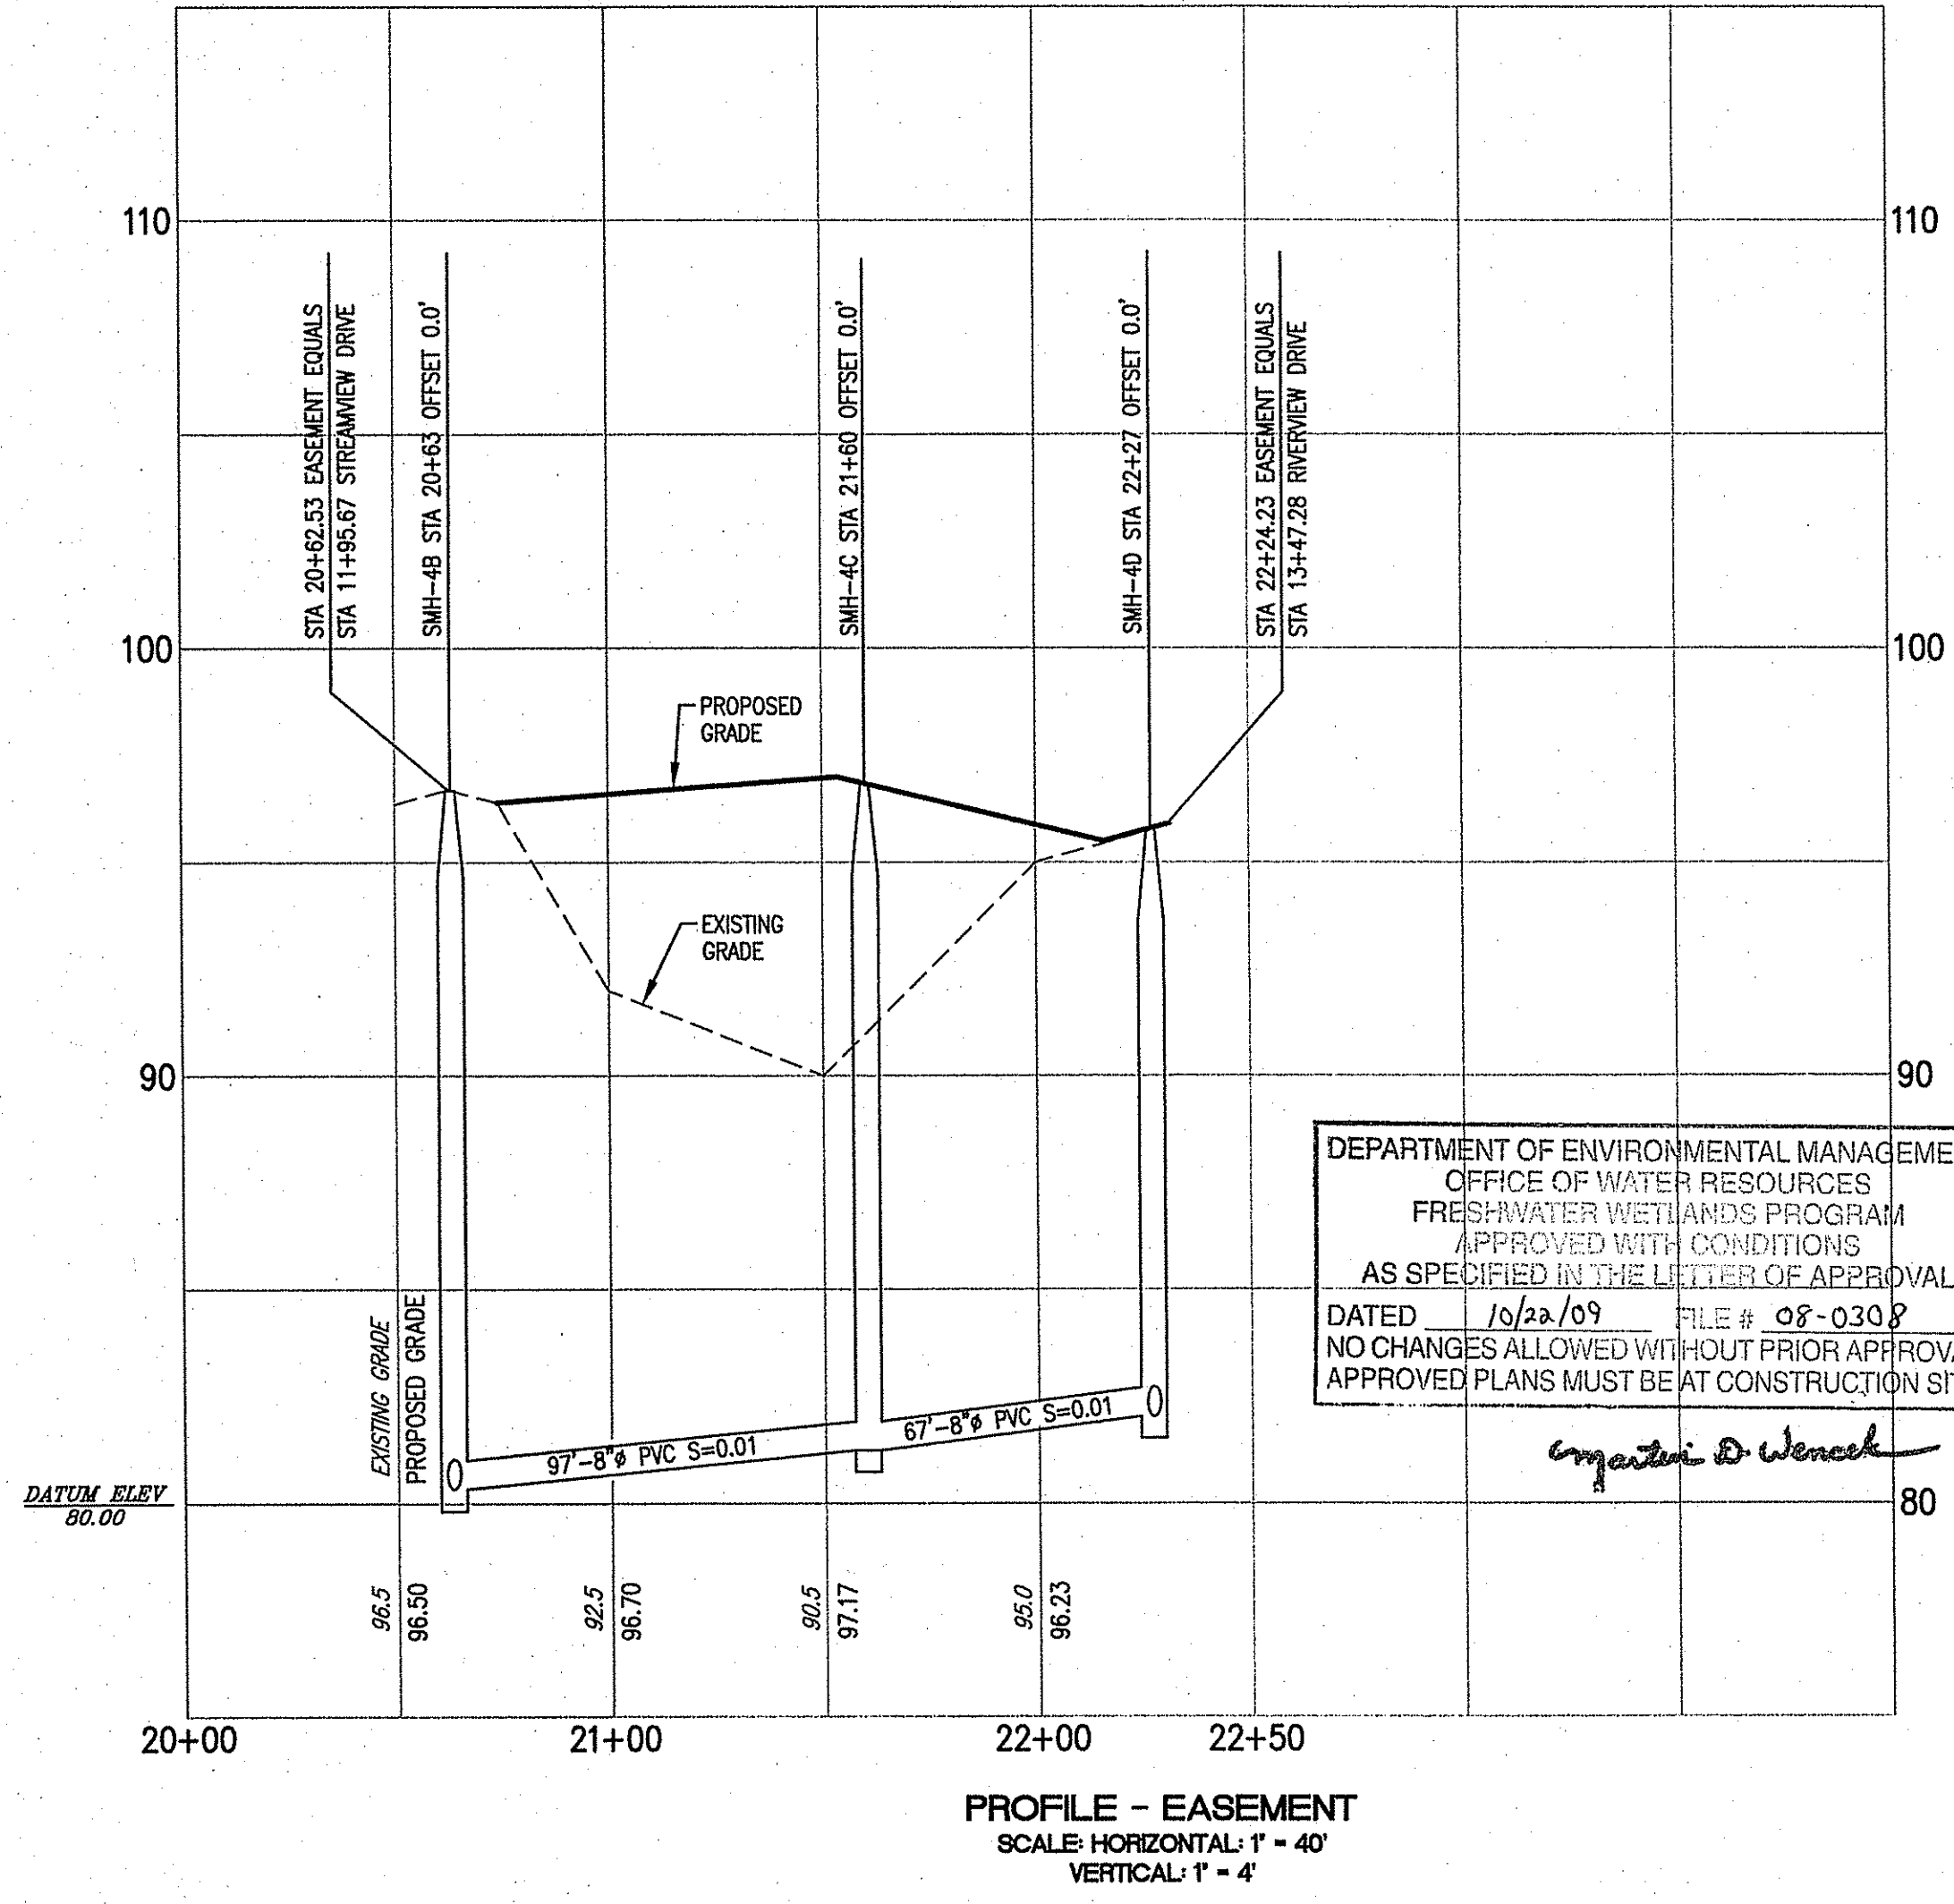 110
110
STA 20+62.53 EASEMENT EQUALS
STA 11+95.67 STREAMVIEW DRIVE
SMH-4B STA 20+63 OFFSET 0.0'
SMH-4C STA 21+60 OFFSET 0.0'
SMH-4D STA 22+27 OFFSET 0.0'
STA 22+24.23 EASEMENT EQUALS
STA 13+47.28 RIVERVIEW DRIVE
100
100
PROPOSED
GRADE
EXISTING
GRADE
90
90
DEPARTMENT OF ENVIRONMENTAL MANAGEME
OFFICE OF WATER RESOURCES
FRESHWATER WETLANDS PROGRAM
APPROVED WITH CONDITIONS
AS SPECIFIED IN THE LETTER OF APPROVAL
DATED 10/22/09 FILE # 08-0308
NO CHANGES ALLOWED WITHOUT PRIOR APPROVA
APPROVED PLANS MUST BE AT CONSTRUCTION SIT
EXISTING GRADE
PROPOSED GRADE
97'-8"ø PVC S=0.01
67'-8"ø PVC S=0.01
Martin D. Wencek
DATUM ELEV
80.00
80
96.5
96.50
92.5
96.70
90.5
97.17
95.0
96.23
20+00
21+00
22+00
22+50
PROFILE - EASEMENT
SCALE: HORIZONTAL: 1" = 40'
VERTICAL: 1" = 4'